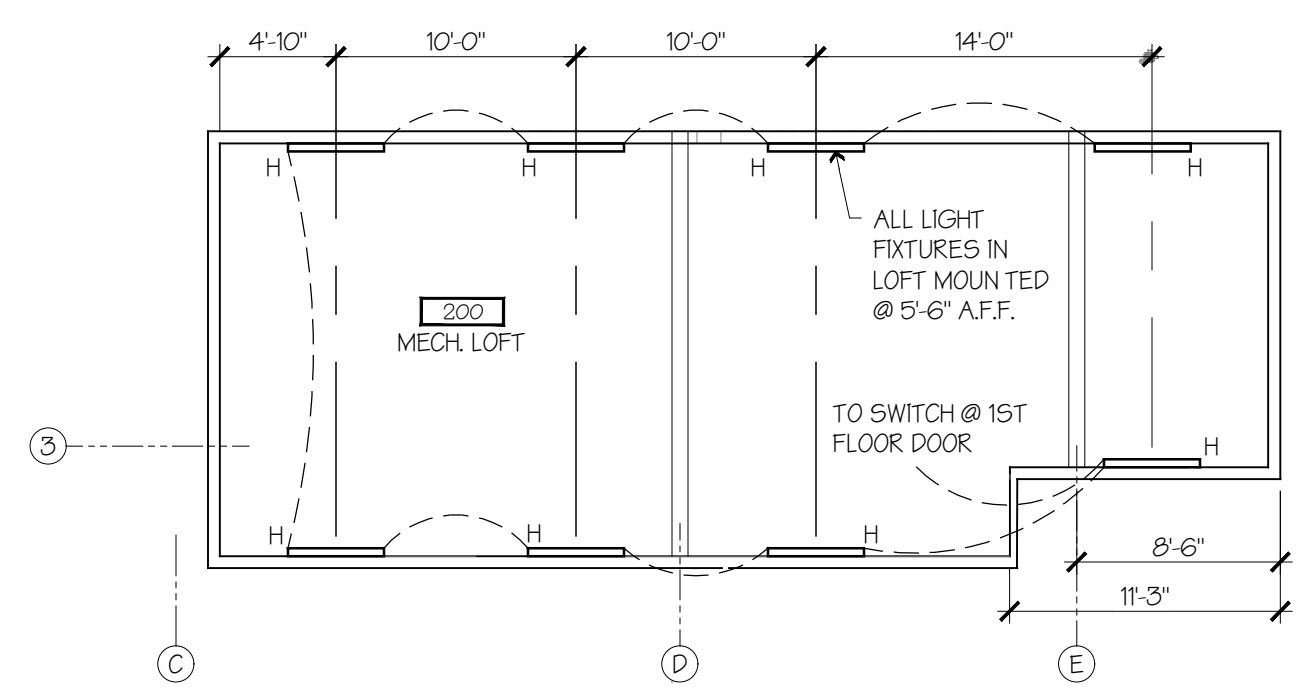 4'-10" 10'-0" 10'-0" 14'-0"
H H H H
ALL LIGHT
FIXTURES IN
LOFT MOUN TED
@ 5'-6" A.F.F.
200
MECH. LOFT
TO SWITCH @ 1ST
FLOOR DOOR
3
H
H H H
8'-6"
11'-3"
C D E